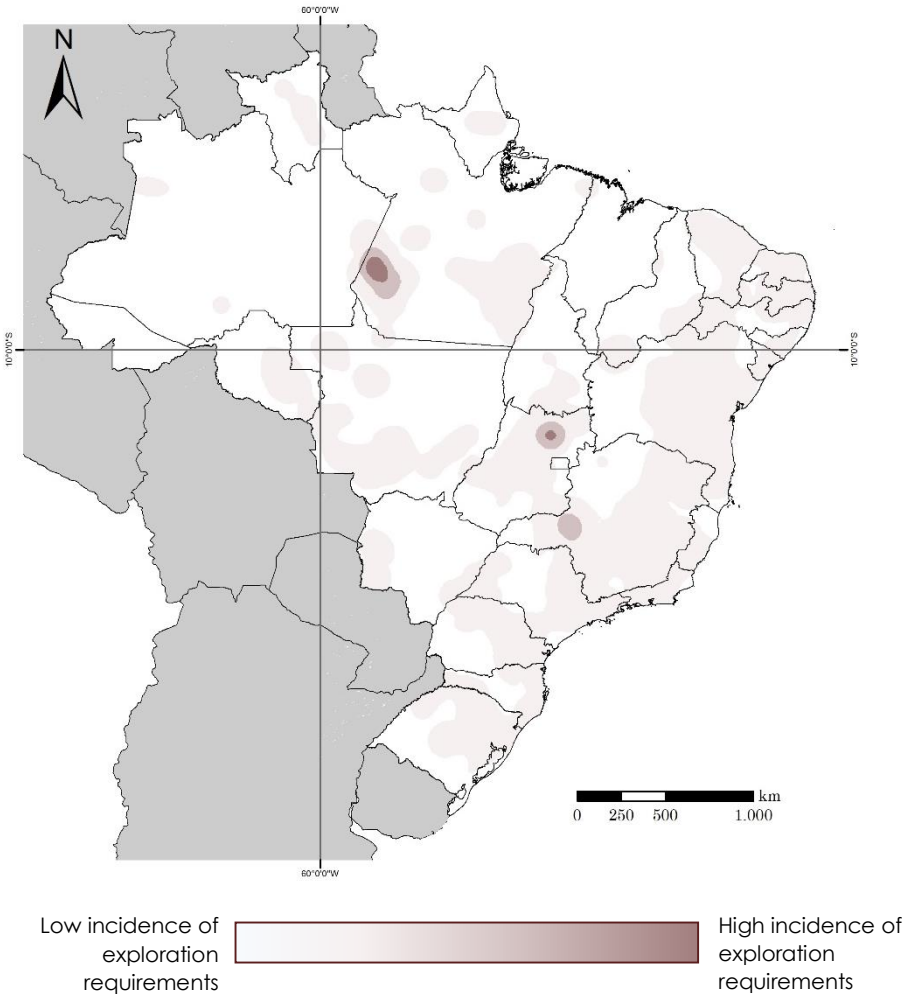 60°0'0"W
N
10°0'0"S
10°0'0"S
km
0 250 500 1.000
60°0'0"W
Low incidence of
exploration
requirements
High incidence of
exploration
requirements